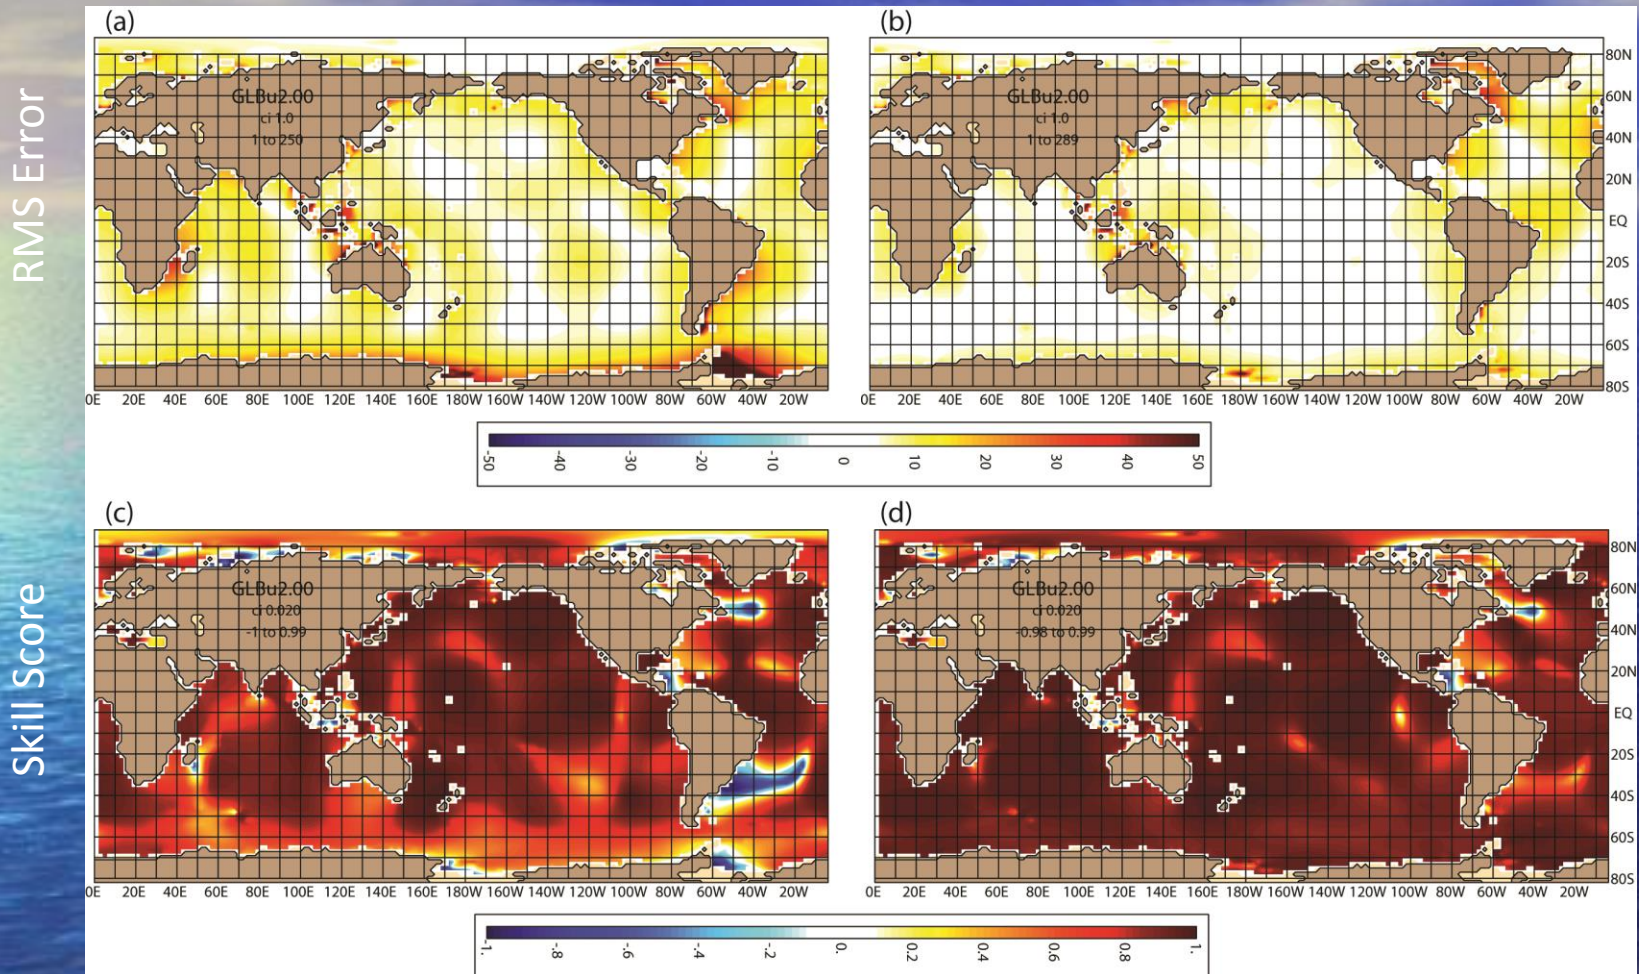 RMS Error
Skill Score
(a)
GLBu2.00
ci 1.0
1 to 250
0E 20E 40E 60E 80E 100E 120E 140E 160E 180W 160W 140W 120W 100W 80W 60W 40W 20W
(b)
GLBu2.00
ci 1.0
1 to 289
80N
60N
40N
20N
EQ
20S
40S
60S
80S
0E 20E 40E 60E 80E 100E 120E 140E 160E 180W 160W 140W 120W 100W 80W 60W 40W 20W
-50 -40 -30 -20 -10 0 10 20 30 40 50
(c)
GLBu2.00
ci 0.020
-1 to 0.99
0E 20E 40E 60E 80E 100E 120E 140E 160E 180W 160W 140W 120W 100W 80W 60W 40W 20W
(d)
GLBu2.00
ci 0.020
-0.98 to 0.99
80N
60N
40N
20N
EQ
20S
40S
60S
80S
0E 20E 40E 60E 80E 100E 120E 140E 160E 180W 160W 140W 120W 100W 80W 60W 40W 20W
-1. -.8 -.6 -.4 -.2 0. 0.2 0.4 0.6 0.8 1.